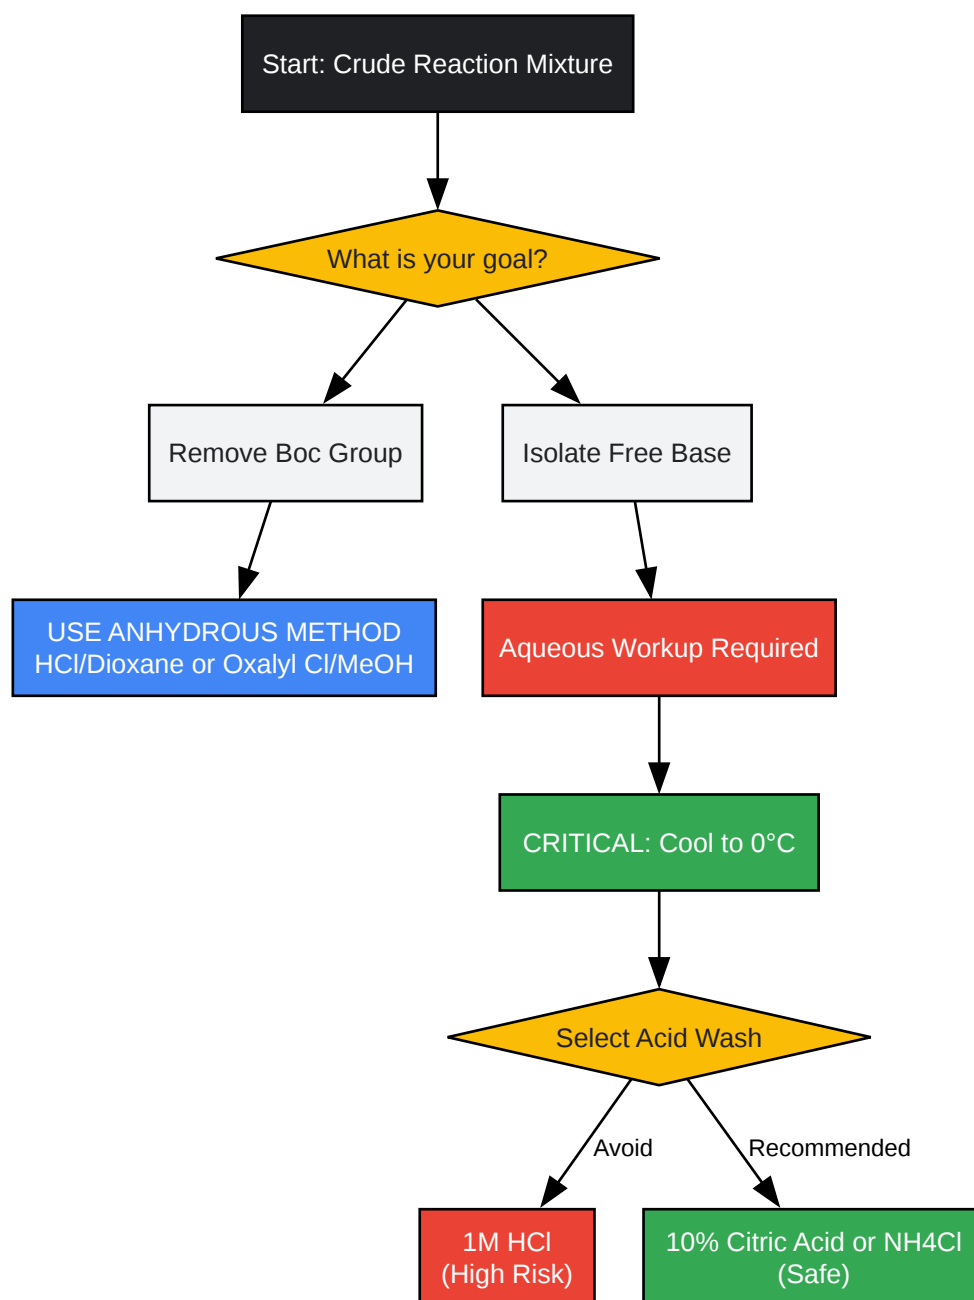 Start: Crude Reaction Mixture
What is your goal?
Remove Boc Group
Isolate Free Base
USE ANHYDROUS METHOD
HCl/Dioxane or Oxalyl Cl/MeOH
Aqueous Workup Required
CRITICAL: Cool to 0°C
Select Acid Wash
Avoid
Recommended
1M HCl
(High Risk)
10% Citric Acid or NH4Cl
(Safe)